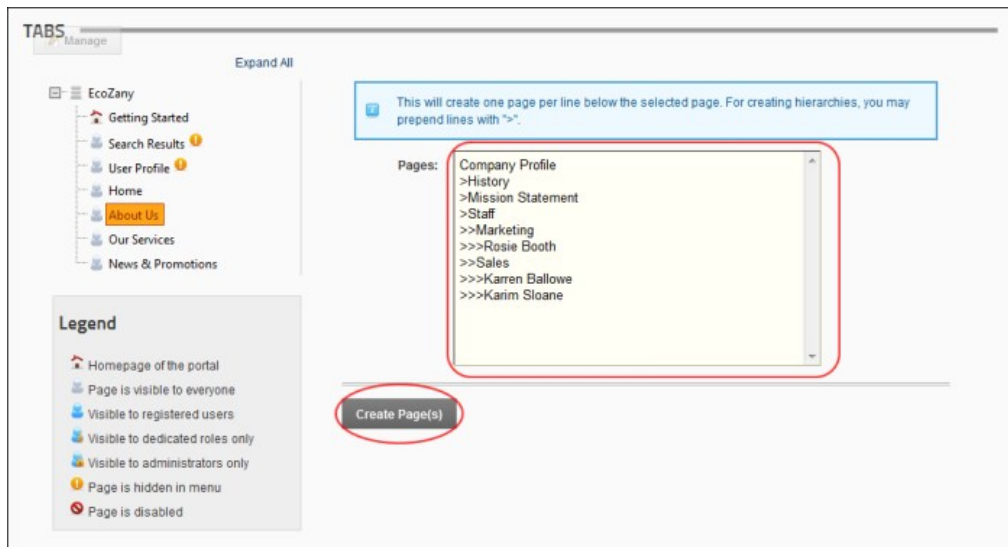 TABS
Manage
Expand All
EcoZany
Getting Started
Search Results
User Profile
Home
About Us
Our Services
News & Promotions
Legend
Homepage of the portal
Page is visible to everyone
Visible to registered users
Visible to dedicated roles only
Visible to administrators only
Page is hidden in menu
Page is disabled
This will create one page per line below the selected page. For creating hierarchies, you may
prepend lines with ">".
Pages:
Company Profile
>History
>Mission Statement
>Staff
>>Marketing
>>>Rosie Booth
>>Sales
>>>Karren Ballowe
>>>Karim Sloane
Create Page(s)